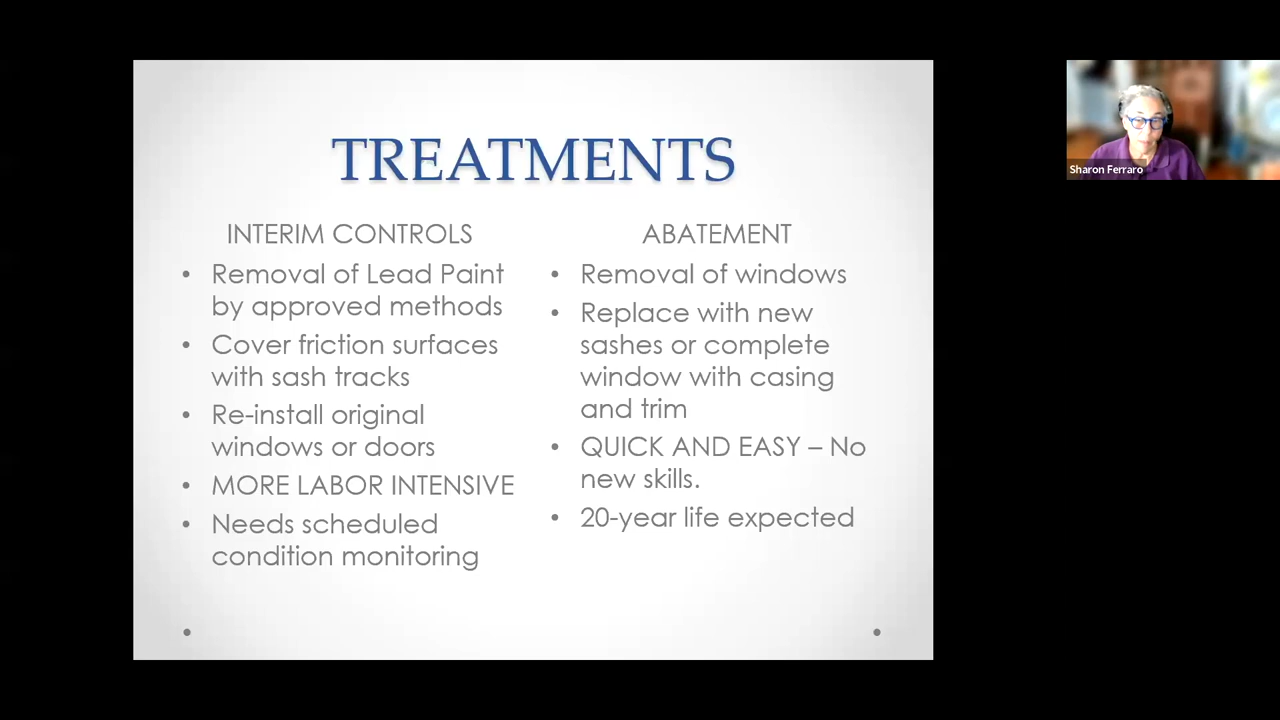 TREATMENTS
INTERIM CONTROLS
• Removal of Lead Paint
by approved methods
• Cover friction surfaces
with sash tracks
• Re-install original
windows or doors
• MORE LABOR INTENSIVE
• Needs scheduled
condition monitoring
ABATEMENT
• Removal of windows
• Replace with new
sashes or complete
window with casing
and trim
• QUICK AND EASY – No
new skills.
• 20-year life expected
Sharon Ferraro